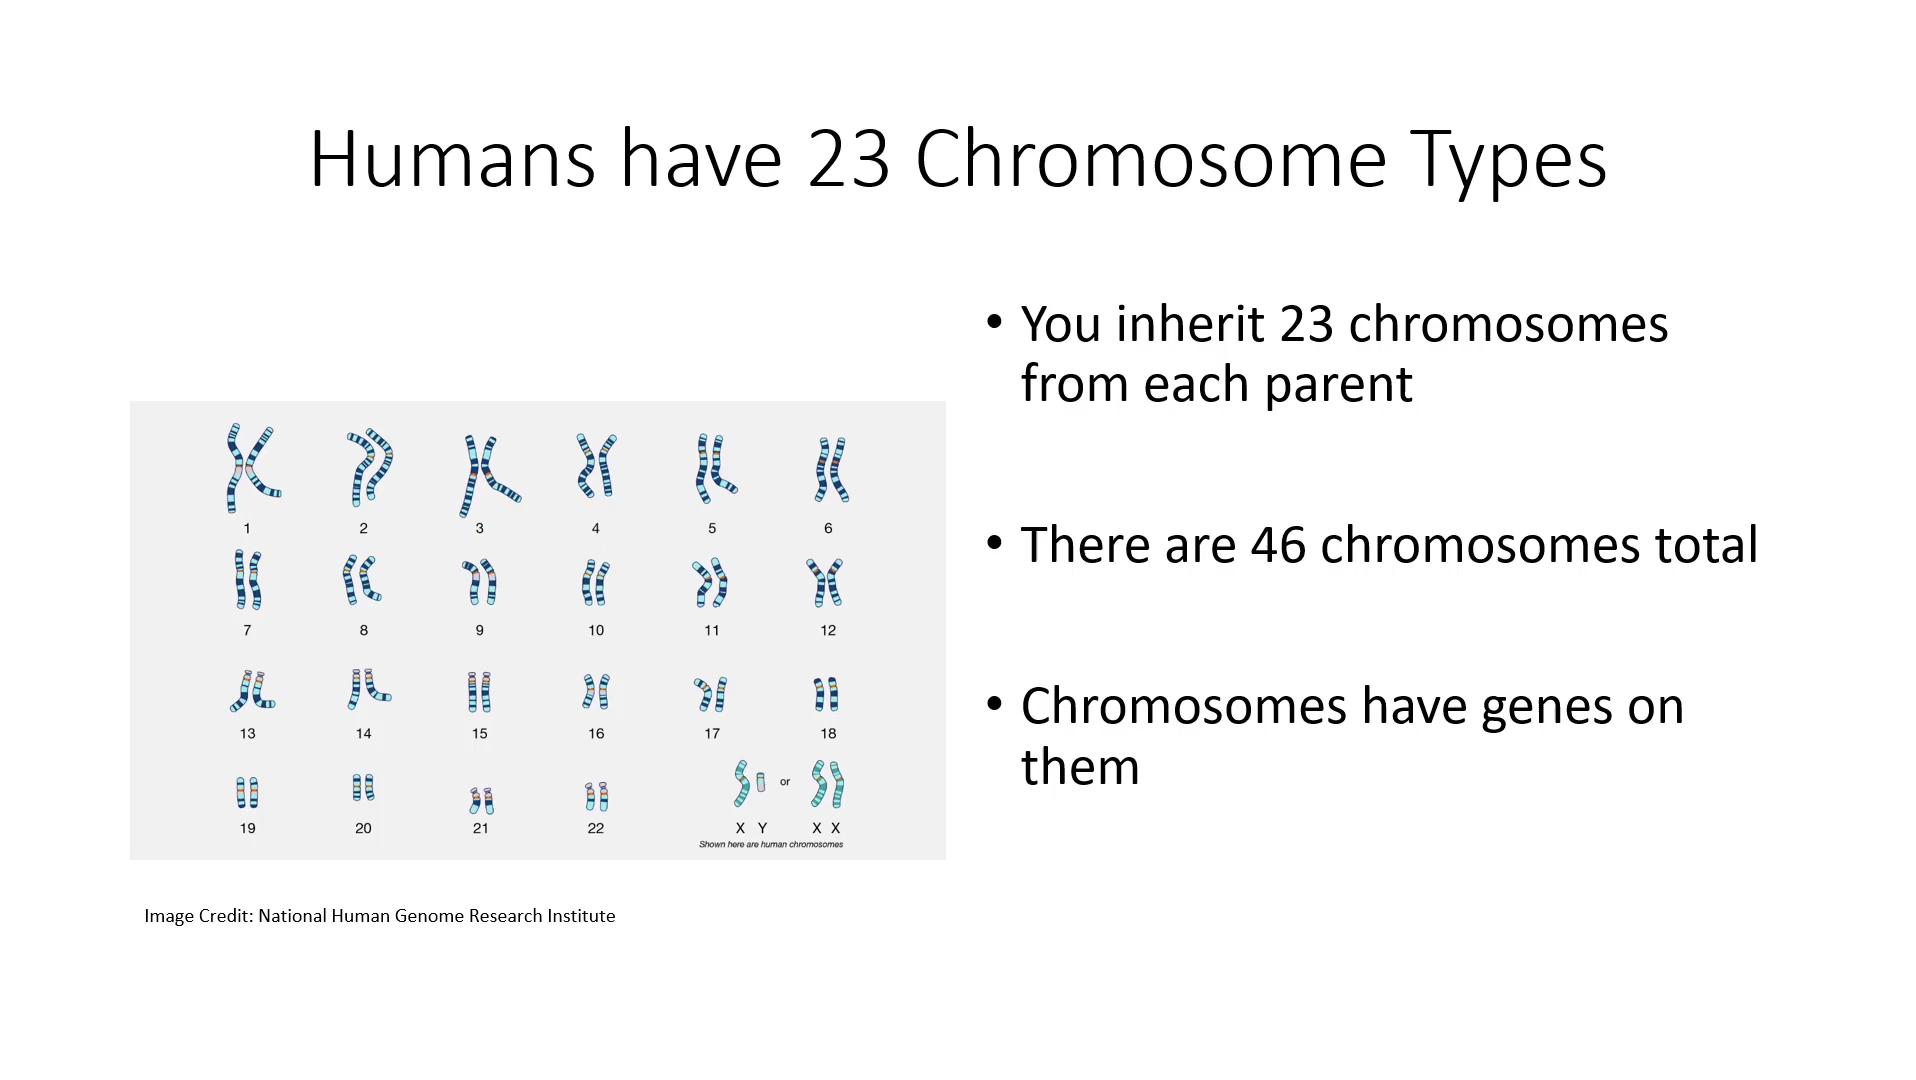 Humans have 23 Chromosome Types
• You inherit 23 chromosomes
from each parent
• There are 46 chromosomes total
• Chromosomes have genes on
them
1 2 3 4 5 6
7 8 9 10 11 12
13 14 15 16 17 18
or
19 20 21 22 X Y X X
Shown here are human chromosomes
Image Credit: National Human Genome Research Institute